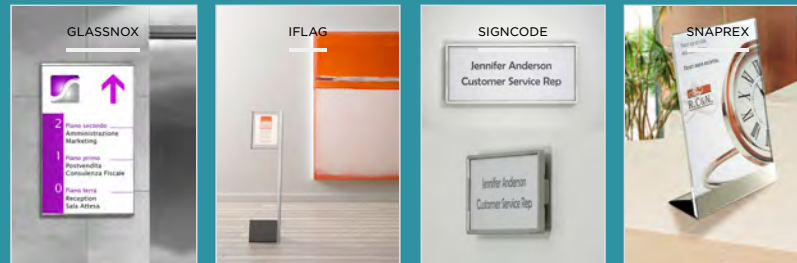 GLASSNOX
2 Piano secondo
Amministrazione
Marketing
1 Piano primo
Postvendita
Consulenza Fiscale
0 Piano terra
Reception
Sala Attesa
IFLAG
SIGNCODE
Jennifer Anderson
Customer Service Rep
Jennifer Anderson
Customer Service Rep
SNAPREX
R.C&N.